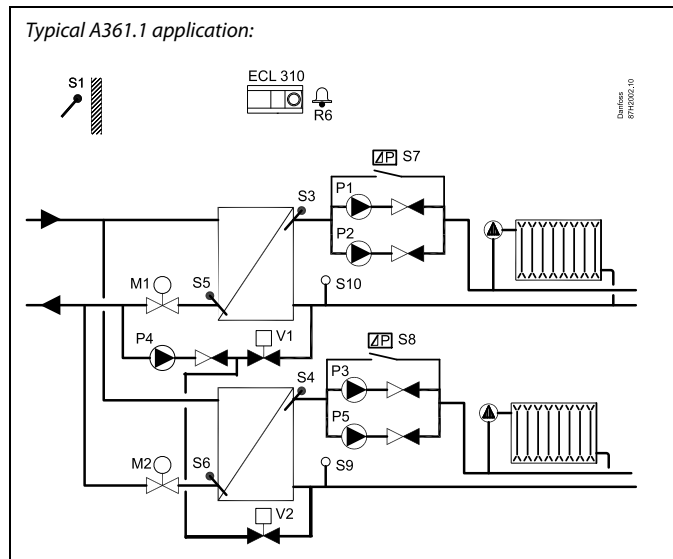 Typical A361.1 application:
S1
ECL 310
R6
Danfoss
87H2002.10
P S7
S3
P1
P2
M1
S5
S10
P4
V1
P S8
S4
P3
P5
M2
S6
S9
V2